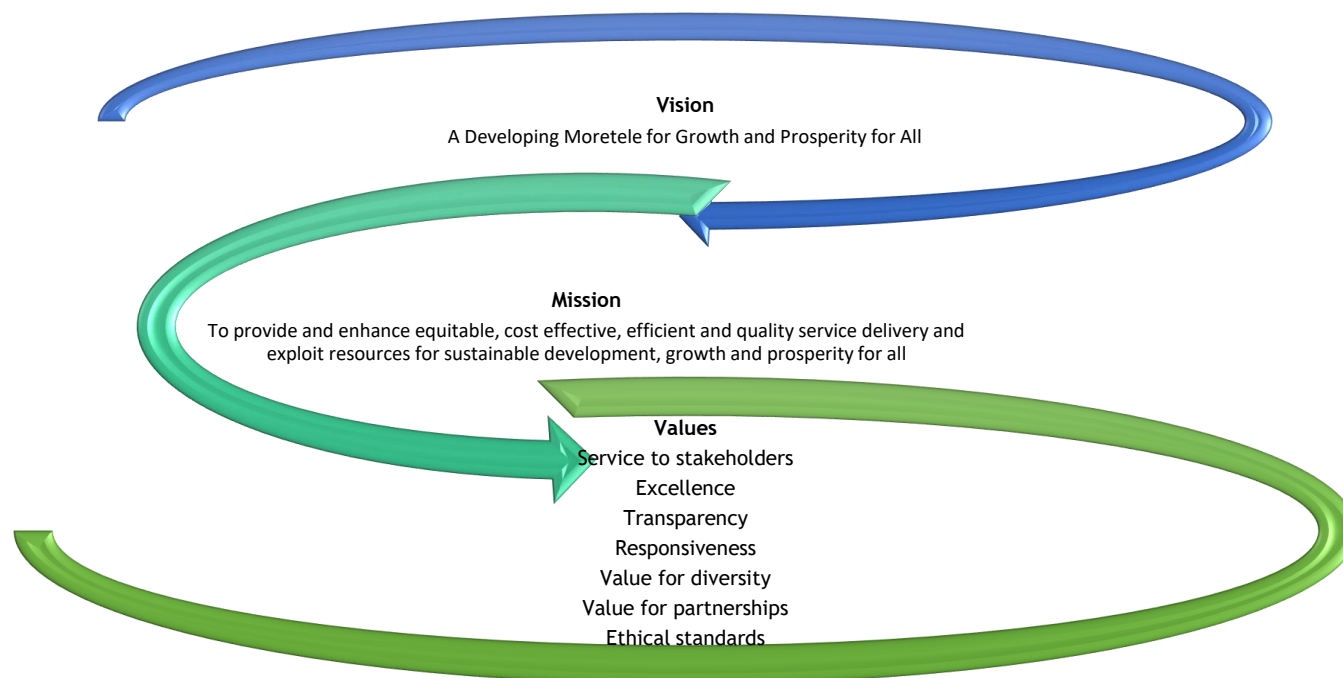 Vision
A Developing Moretele for Growth and Prosperity for All
Mission
To provide and enhance equitable, cost effective, efficient and quality service delivery and
exploit resources for sustainable development, growth and prosperity for all
Values
Service to stakeholders
Excellence
Transparency
Responsiveness
Value for diversity
Value for partnerships
Ethical standards